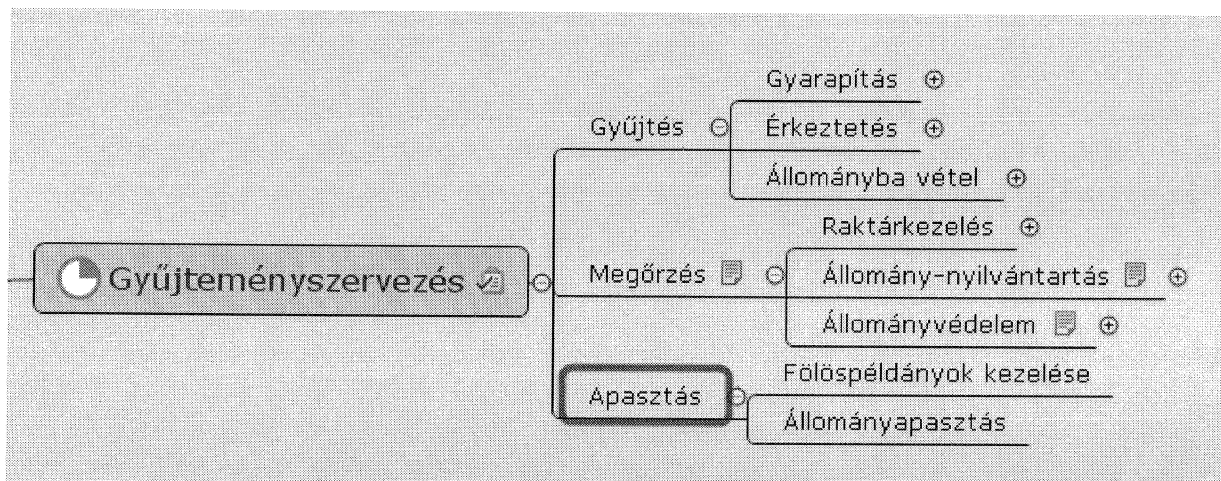 Gyűjteményszervezés
Gyűjtés
Gyarapítás
Érkeztetés
Állományba vétel
Megőrzés
Raktárkezelés
Állomány-nyilvántartás
Állományvédelem
Apasztás
Fölöspéldányok kezelése
Állományapasztás